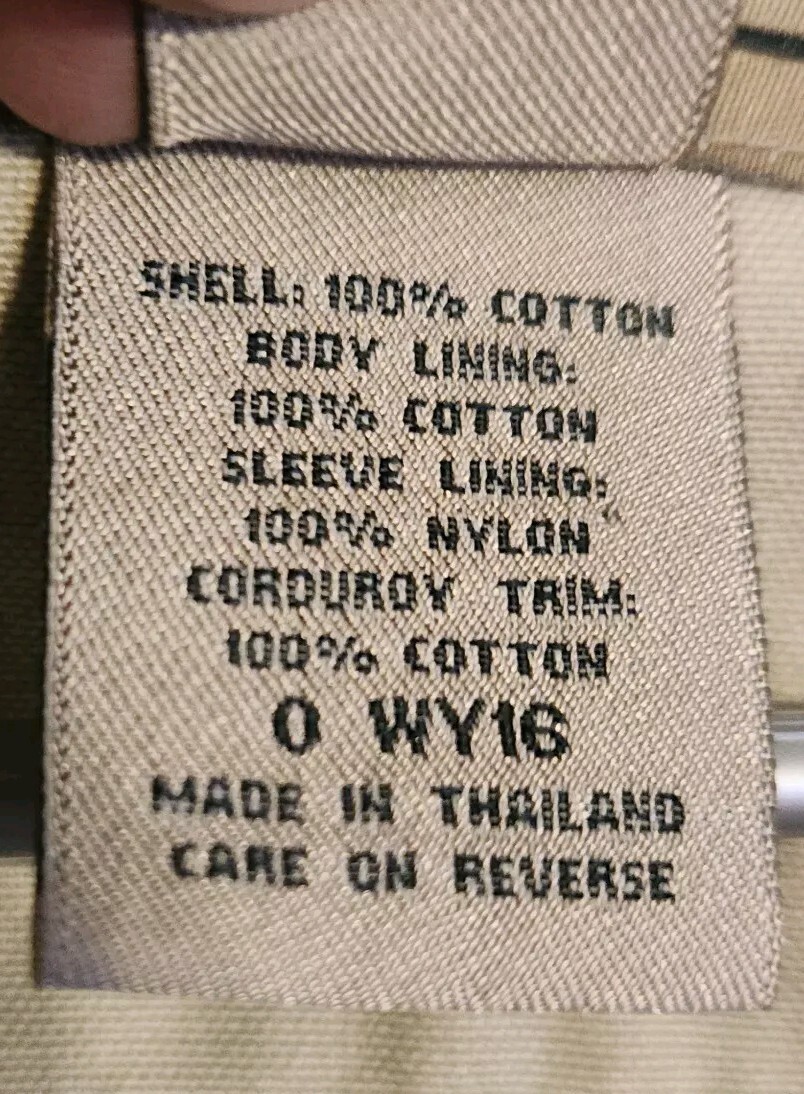 SHELL: 100% COTTON
BODY LINING:
100% COTTON
SLEEVE LINING:
100% NYLON
CORDUROY TRIM:
100% COTTON
0 WY16
MADE IN THAILAND
CARE ON REVERSE